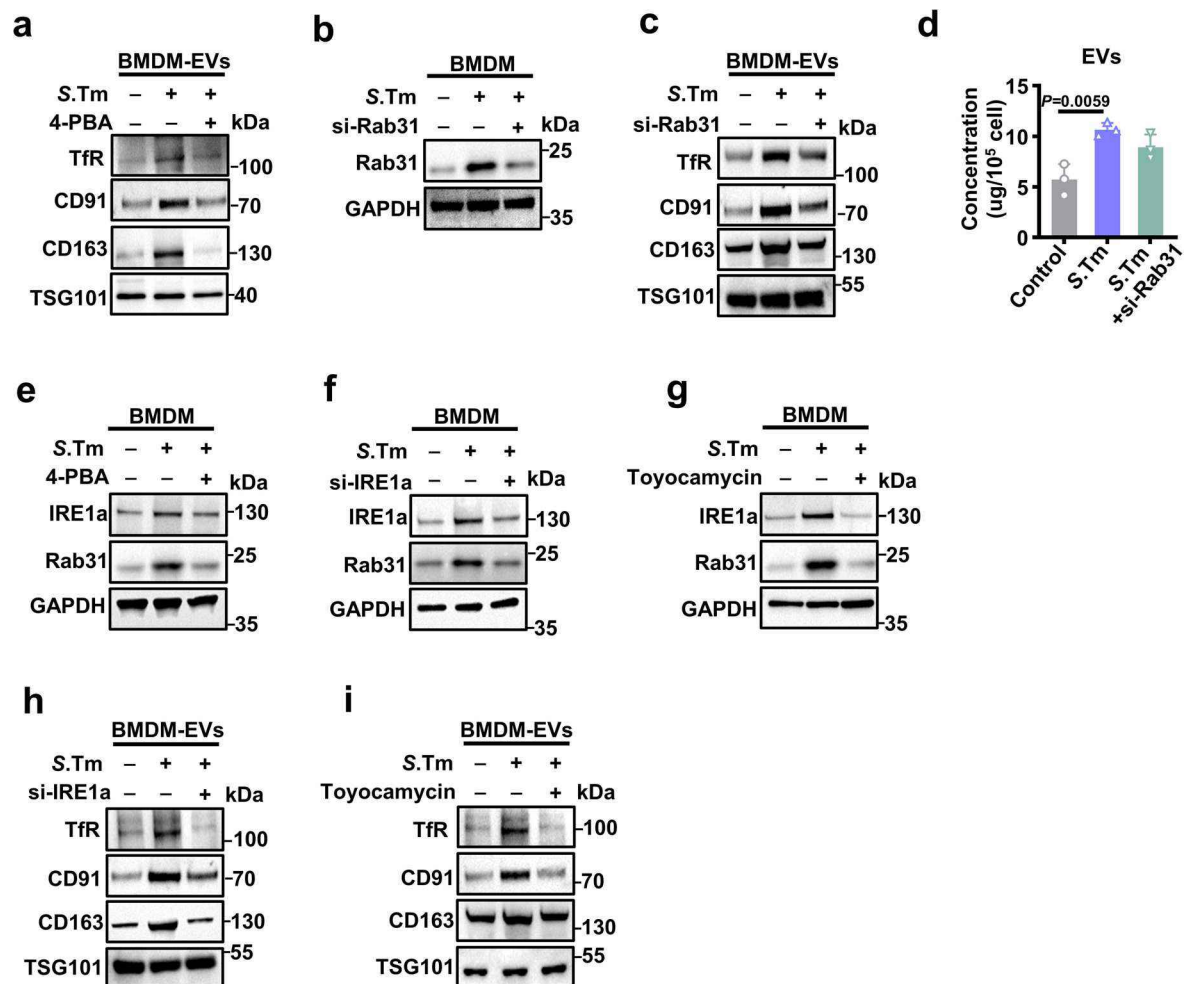 a
BMDM-EVs
S.Tm – + +
4-PBA – – + kDa
TfR -100
CD91 -70
CD163 -130
TSG101 -40
b
BMDM
S.Tm – + +
si-Rab31 – – + kDa
Rab31 -25
GAPDH -35
c
BMDM-EVs
S.Tm – + +
si-Rab31 – – + kDa
TfR -100
CD91 -70
CD163 -130
TSG101 -55
d
EVs
Concentration
(ug/10⁵ cell)
15
10
5
0
P=0.0059
Control
S.Tm
S.Tm
+si-Rab31
e
BMDM
S.Tm – + +
4-PBA – – + kDa
IRE1a -130
Rab31 -25
GAPDH -35
f
BMDM
S.Tm – + +
si-IRE1a – – + kDa
IRE1a -130
Rab31 -25
GAPDH -35
g
BMDM
S.Tm – + +
Toyocamycin – – + kDa
IRE1a -130
Rab31 -25
GAPDH -35
h
BMDM-EVs
S.Tm – + +
si-IRE1a – – + kDa
TfR -100
CD91 -70
CD163 -130
TSG101 -55
i
BMDM-EVs
S.Tm – + +
Toyocamycin – – + kDa
TfR -100
CD91 -70
CD163 -130
TSG101 -55